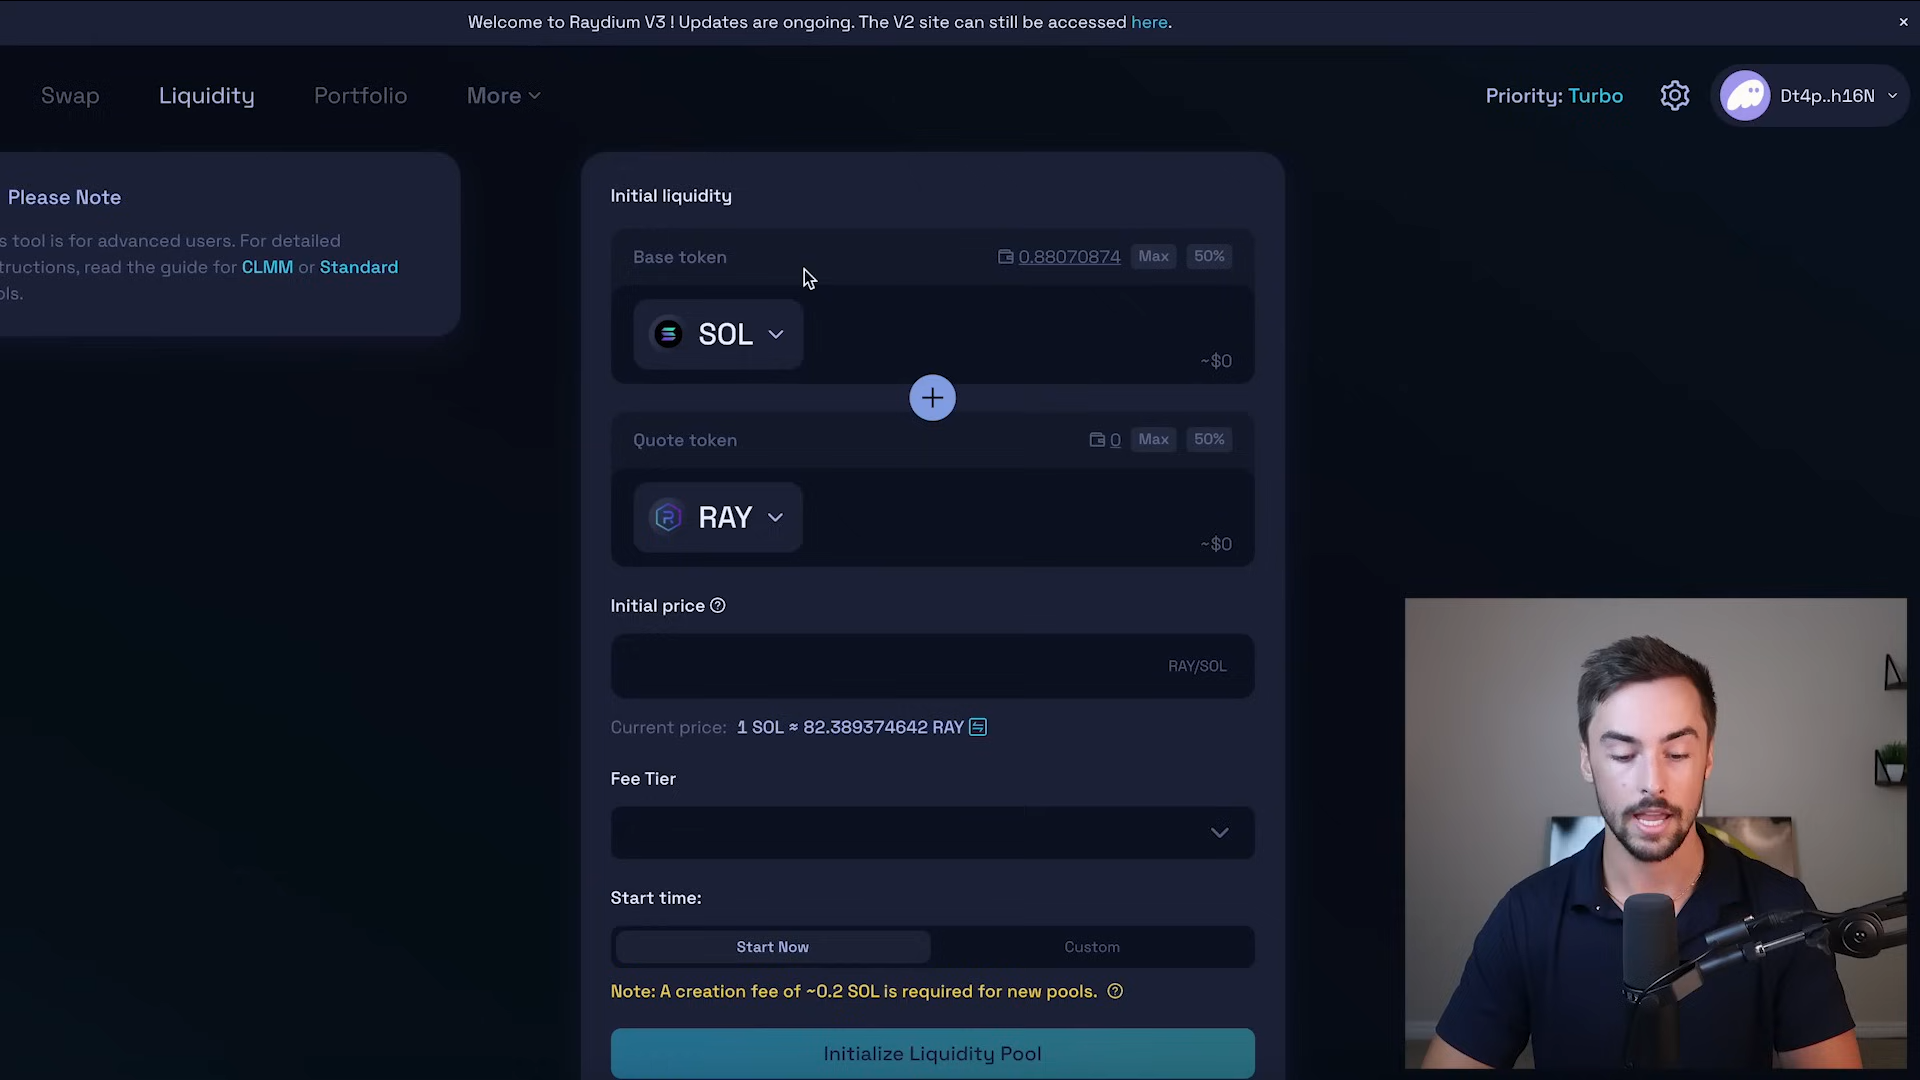 Welcome to Raydium V3 ! Updates are ongoing. The V2 site can still be accessed here.
Swap
Liquidity
Portfolio
More
Priority: Turbo
Dt4p..h16N
Please Note
s tool is for advanced users. For detailed
tructions, read the guide for CLMM or Standard
ols.
Initial liquidity
Base token
0.88070874
Max
50%
SOL
~$0
Quote token
0
Max
50%
RAY
~$0
Initial price
RAY/SOL
Current price: 1 SOL ≈ 82.389374642 RAY
Fee Tier
Start time:
Start Now
Custom
Note: A creation fee of ~0.2 SOL is required for new pools.
Initialize Liquidity Pool